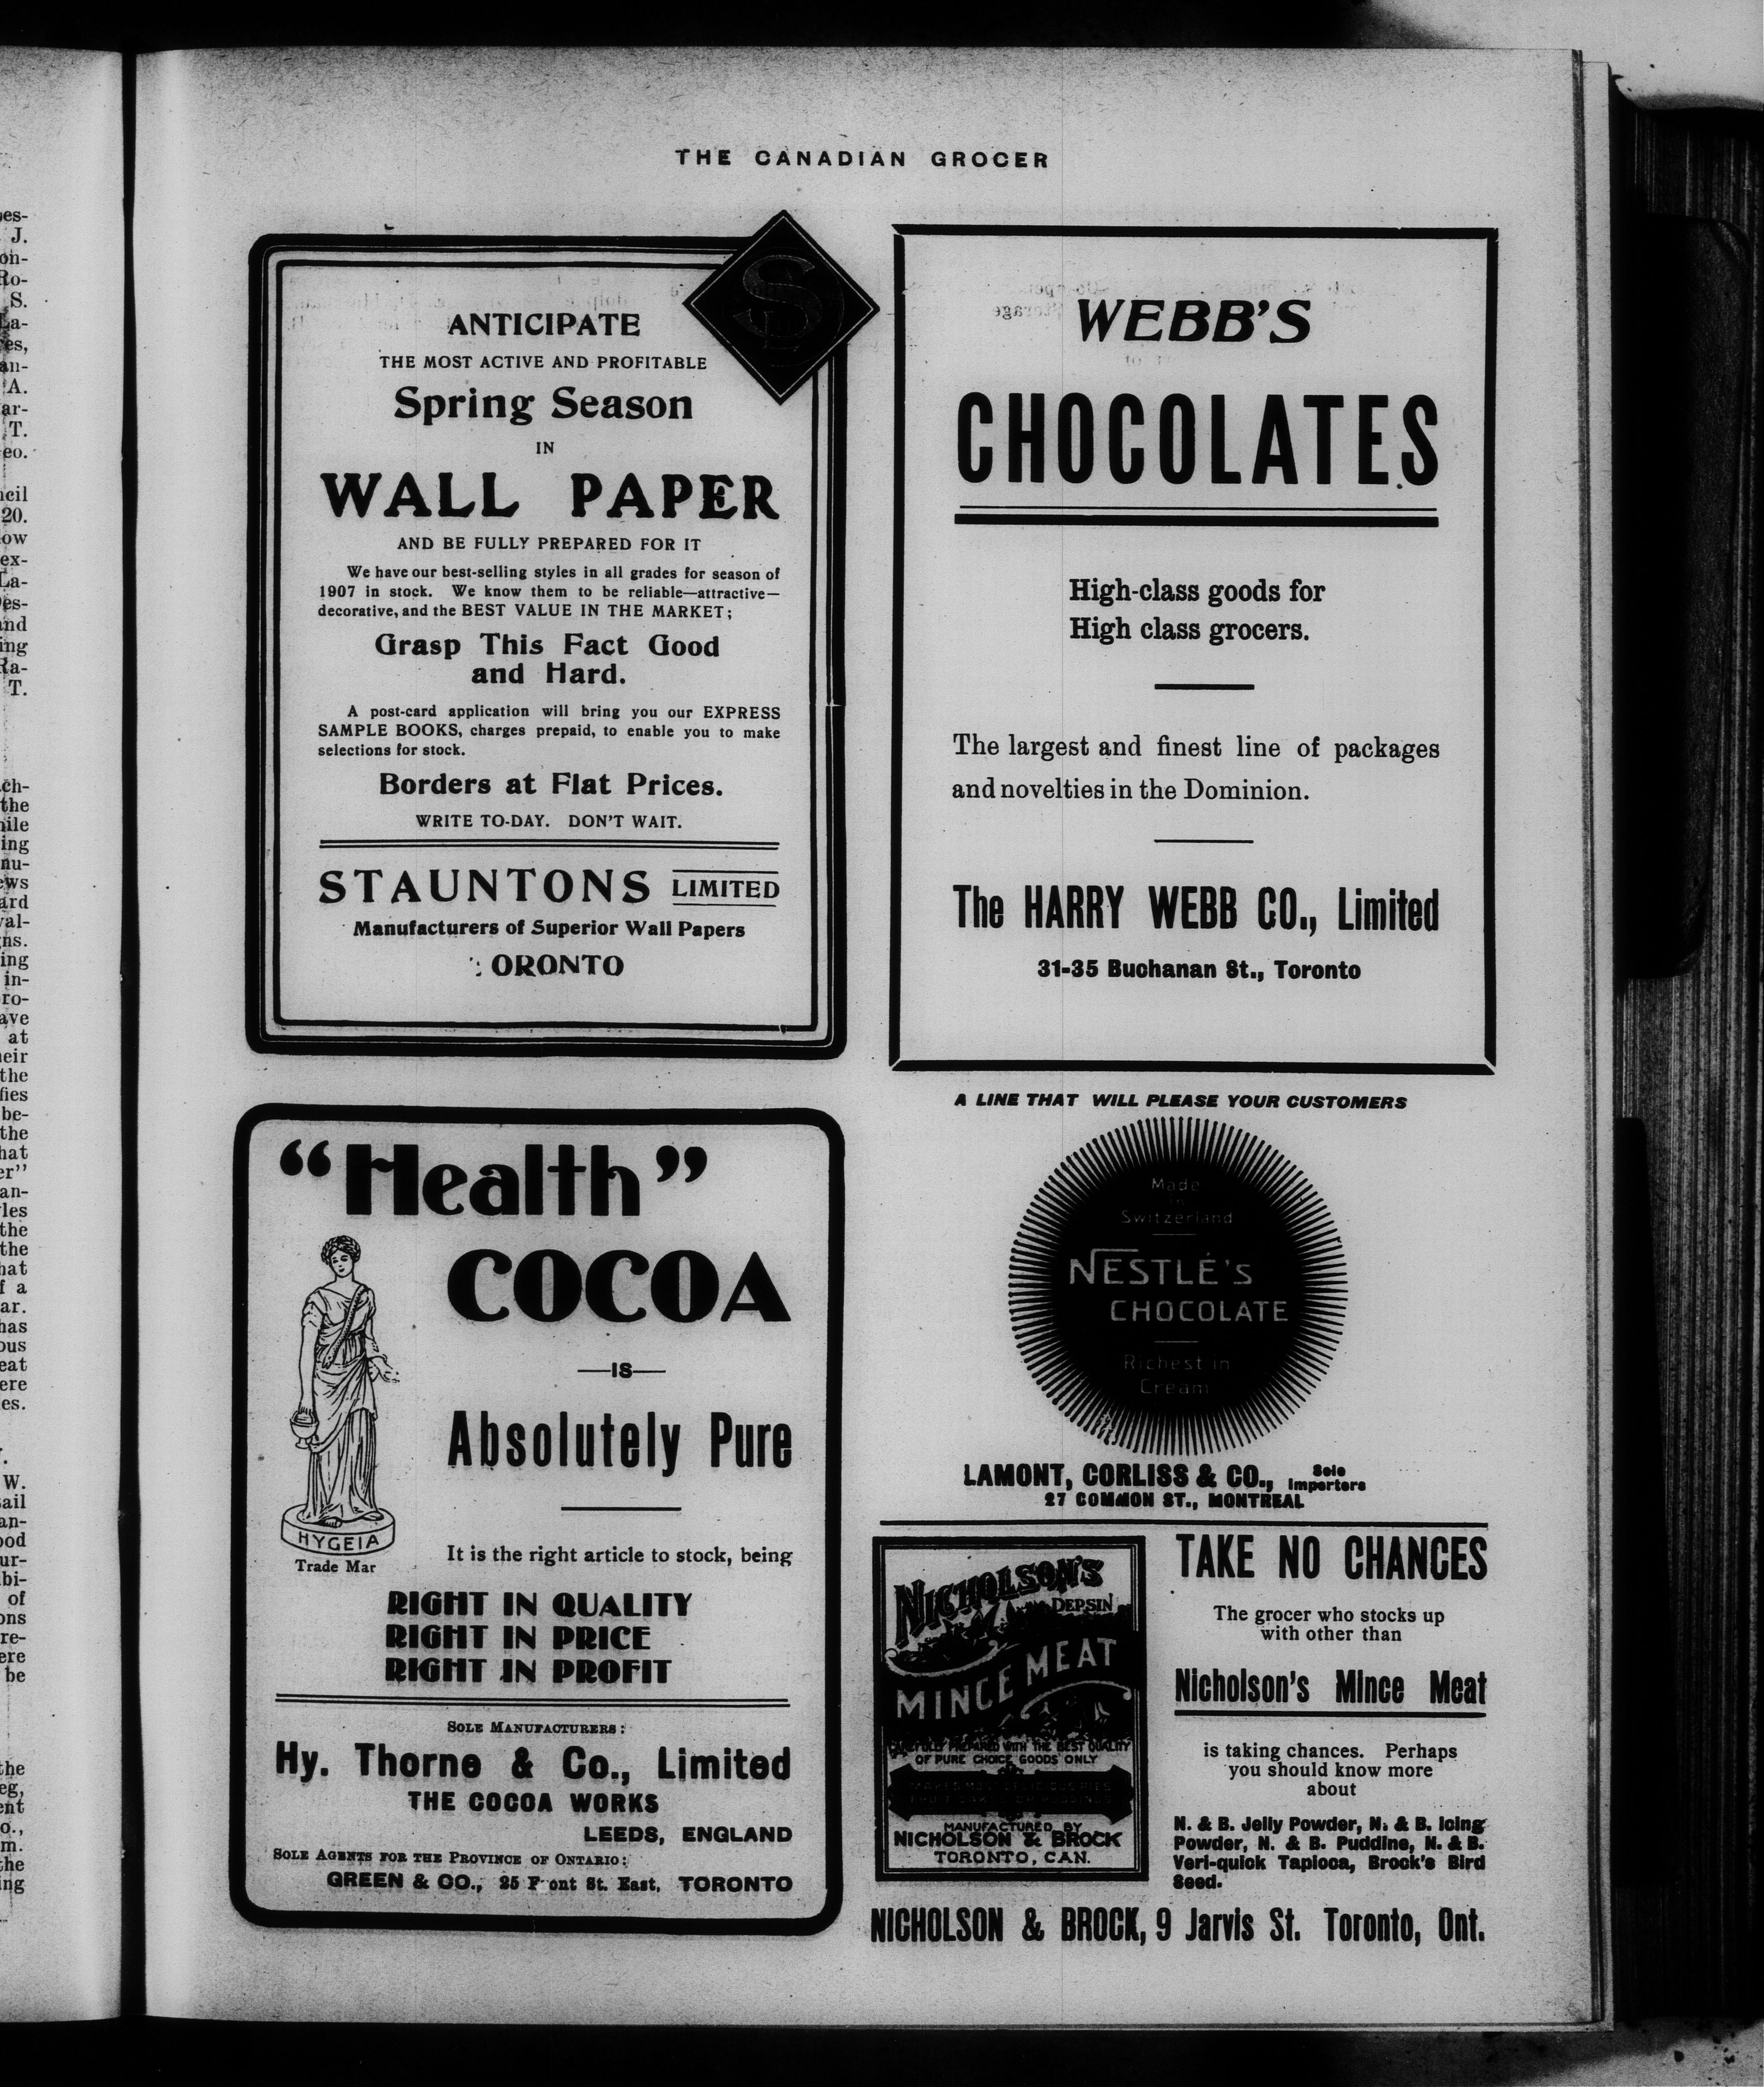 THE CANADIAN GROCER
S
ANTICIPATE
THE MOST ACTIVE AND PROFITABLE
Spring Season
IN
WALL PAPER
AND BE FULLY PREPARED FOR IT
We have our best-selling styles in all grades for season of
1907 in stock. We know them to be reliable—attractive—
decorative, and the BEST VALUE IN THE MARKET;
Grasp This Fact Good
and Hard.
A post-card application will bring you our EXPRESS
SAMPLE BOOKS, charges prepaid, to enable you to make
selections for stock.
Borders at Flat Prices.
WRITE TO-DAY. DON'T WAIT.
STAUNTONS LIMITED
Manufacturers of Superior Wall Papers
ORONTO
WEBB'S
CHOCOLATES
High-class goods for
High class grocers.
The largest and finest line of packages
and novelties in the Dominion.
The HARRY WEBB CO., Limited
31-35 Buchanan St., Toronto
"Health"
COCOA
—IS—
Absolutely Pure
HYGEIA
Trade Mar
It is the right article to stock, being
RIGHT IN QUALITY
RIGHT IN PRICE
RIGHT IN PROFIT
SOLE MANUFACTURERS:
Hy. Thorne & Co., Limited
THE COCOA WORKS
LEEDS, ENGLAND
SOLE AGENTS FOR THE PROVINCE OF ONTARIO:
GREEN & CO., 25 F ont St. East, TORONTO
A LINE THAT WILL PLEASE YOUR CUSTOMERS
Made
in
Switzerland
NESTLÉ'S
CHOCOLATE
Richest in
Cream
LAMONT, CORLISS & CO., Sole Importers
27 COMMON ST., MONTREAL
NICHOLSON'S
MINCE MEAT
CAREFULLY PREPARED WITH THE BEST QUALITY
OF PURE CHOICE GOODS ONLY
MANUFACTURED BY
NICHOLSON & BROCK
TORONTO, CAN.
TAKE NO CHANCES
The grocer who stocks up
with other than
Nicholson's Mince Meat
is taking chances. Perhaps
you should know more
about
N. & B. Jelly Powder, N. & B. Icing
Powder, N. & B. Puddine, N. & B.
Veri-quick Tapioca, Brock's Bird
Seed.
NICHOLSON & BROCK, 9 Jarvis St. Toronto, Ont.